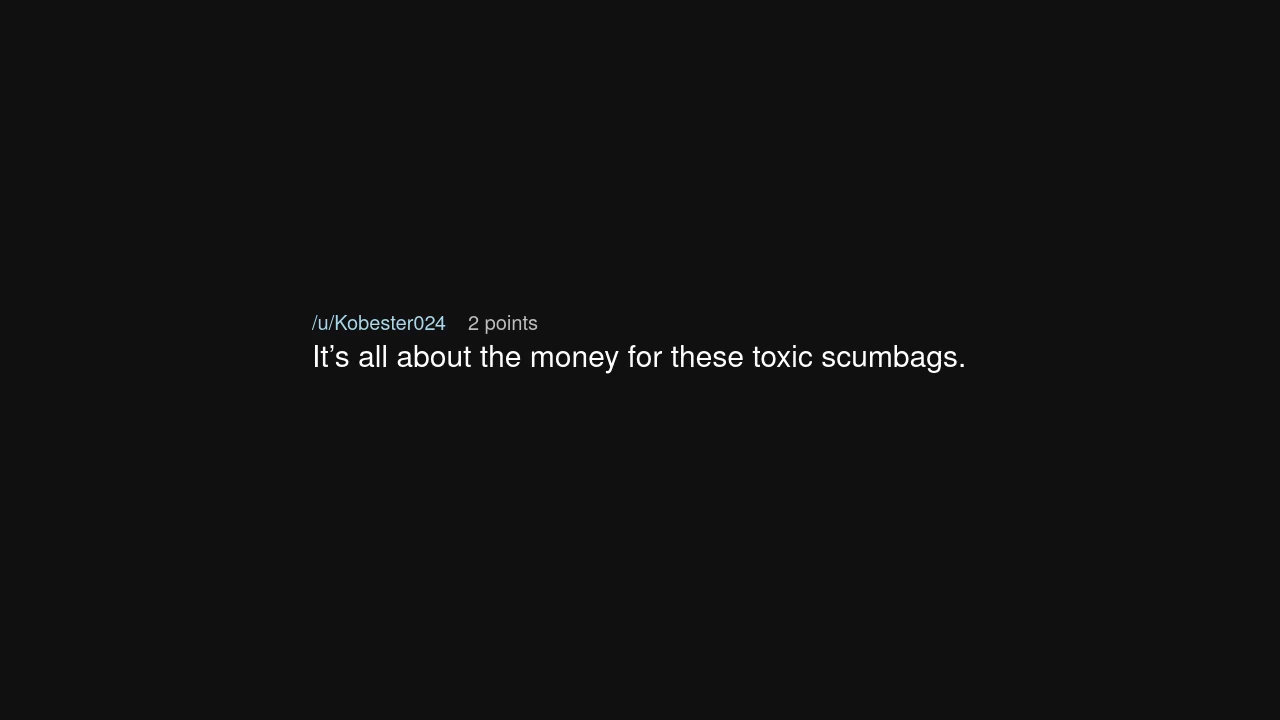 /u/Kobester024 2 points
It’s all about the money for these toxic scumbags.